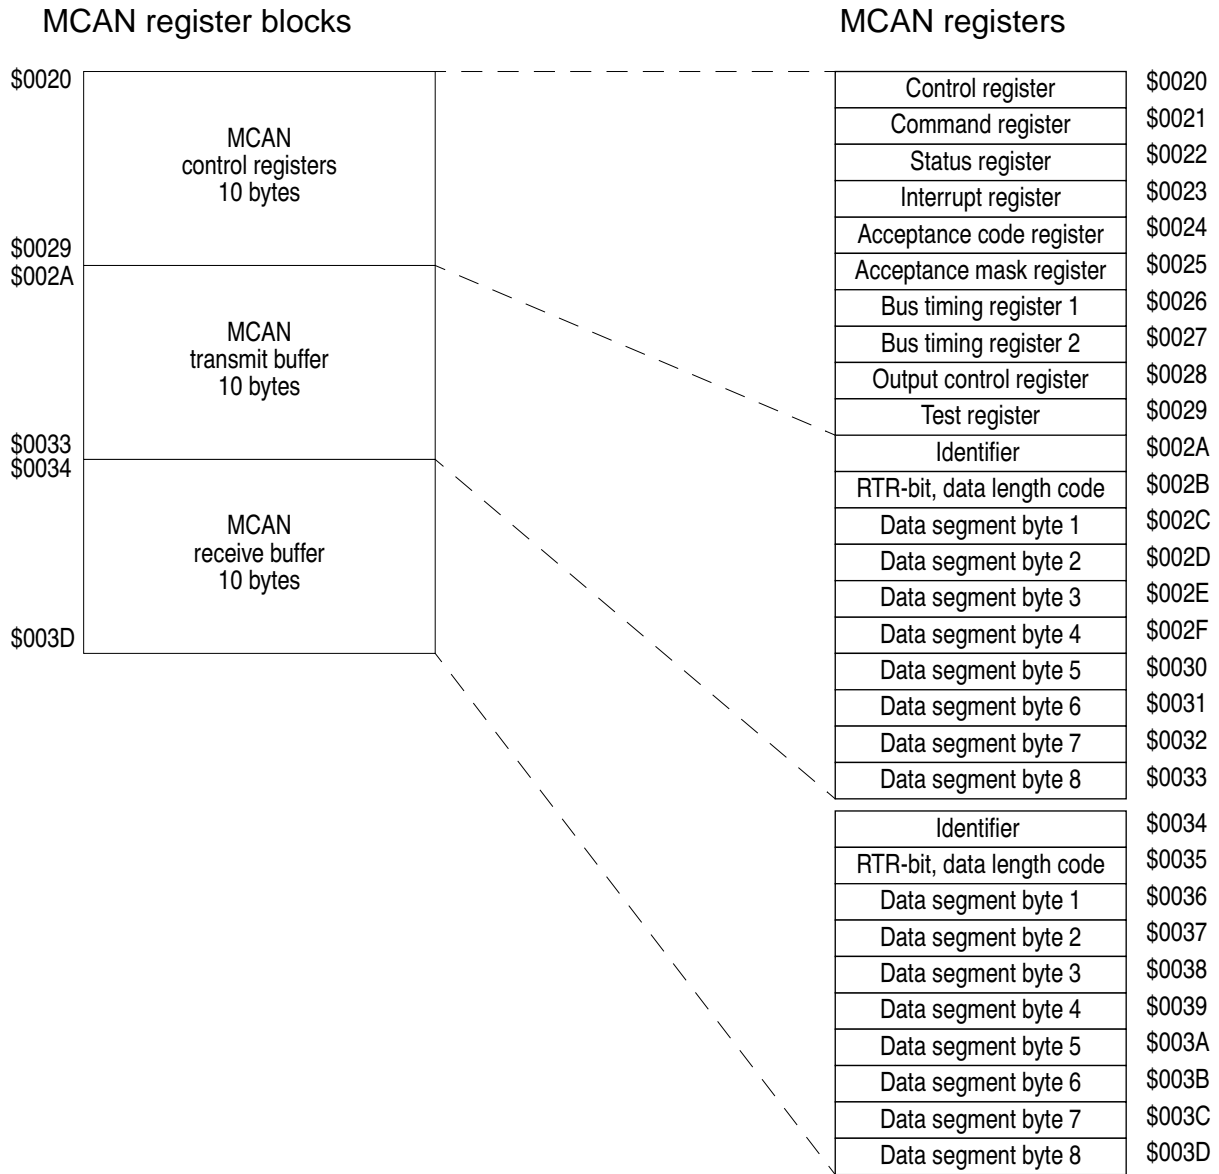 MCAN register blocks
$0020
MCAN
control registers
10 bytes
$0029
$002A
MCAN
transmit buffer
10 bytes
$0033
$0034
MCAN
receive buffer
10 bytes
$003D
MCAN registers
Control register $0020
Command register $0021
Status register $0022
Interrupt register $0023
Acceptance code register $0024
Acceptance mask register $0025
Bus timing register 1 $0026
Bus timing register 2 $0027
Output control register $0028
Test register $0029
Identifier $002A
RTR-bit, data length code $002B
Data segment byte 1 $002C
Data segment byte 2 $002D
Data segment byte 3 $002E
Data segment byte 4 $002F
Data segment byte 5 $0030
Data segment byte 6 $0031
Data segment byte 7 $0032
Data segment byte 8 $0033
Identifier $0034
RTR-bit, data length code $0035
Data segment byte 1 $0036
Data segment byte 2 $0037
Data segment byte 3 $0038
Data segment byte 4 $0039
Data segment byte 5 $003A
Data segment byte 6 $003B
Data segment byte 7 $003C
Data segment byte 8 $003D